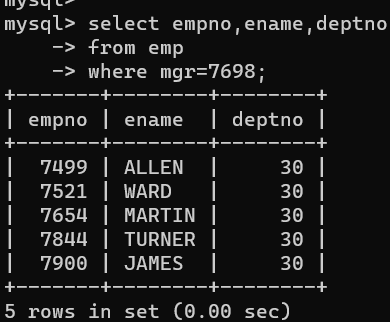 mysql>
mysql> select empno,ename,deptno
    -> from emp
    -> where mgr=7698;
+-------+--------+--------+
| empno | ename  | deptno |
+-------+--------+--------+
|  7499 | ALLEN  |     30 |
|  7521 | WARD   |     30 |
|  7654 | MARTIN |     30 |
|  7844 | TURNER |     30 |
|  7900 | JAMES  |     30 |
+-------+--------+--------+
5 rows in set (0.00 sec)